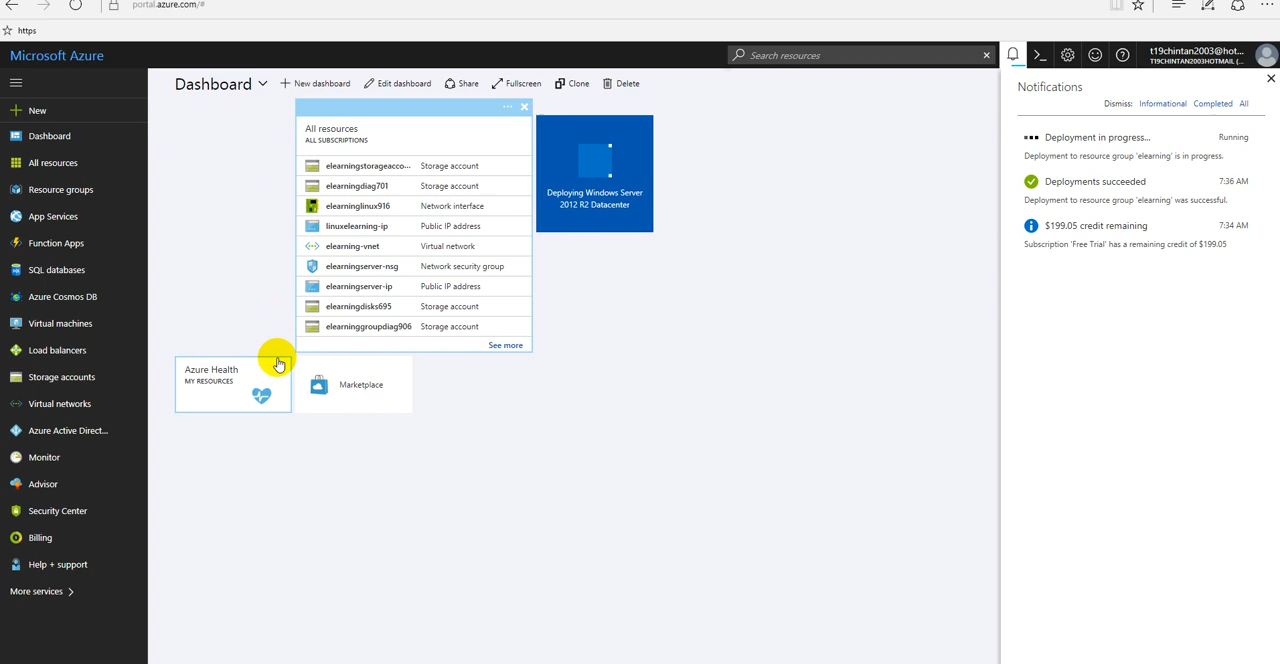 portal.azure.com/#
https
Microsoft Azure
Search resources
t19chintan2003@hot...
T19CHINTAN2003HOTMAIL (...
New
Dashboard
All resources
Resource groups
App Services
Function Apps
SQL databases
Azure Cosmos DB
Virtual machines
Load balancers
Storage accounts
Virtual networks
Azure Active Direct...
Monitor
Advisor
Security Center
Billing
Help + support
More services
Dashboard New dashboard Edit dashboard Share Fullscreen Clone Delete
All resources
ALL SUBSCRIPTIONS
elearningstorageacco... Storage account
elearningdiag701 Storage account
elearninglinux916 Network interface
linuxelearning-ip Public IP address
elearning-vnet Virtual network
elearningserver-nsg Network security group
elearningserver-ip Public IP address
elearningdisks695 Storage account
elearninggroupdiag906 Storage account
See more
Deploying Windows Server
2012 R2 Datacenter
Azure Health
MY RESOURCES
Marketplace
Notifications
Dismiss: Informational Completed All
Deployment in progress... Running
Deployment to resource group 'elearning' is in progress.
Deployments succeeded 7:36 AM
Deployment to resource group 'elearning' was successful.
$199.05 credit remaining 7:34 AM
Subscription 'Free Trial' has a remaining credit of $199.05